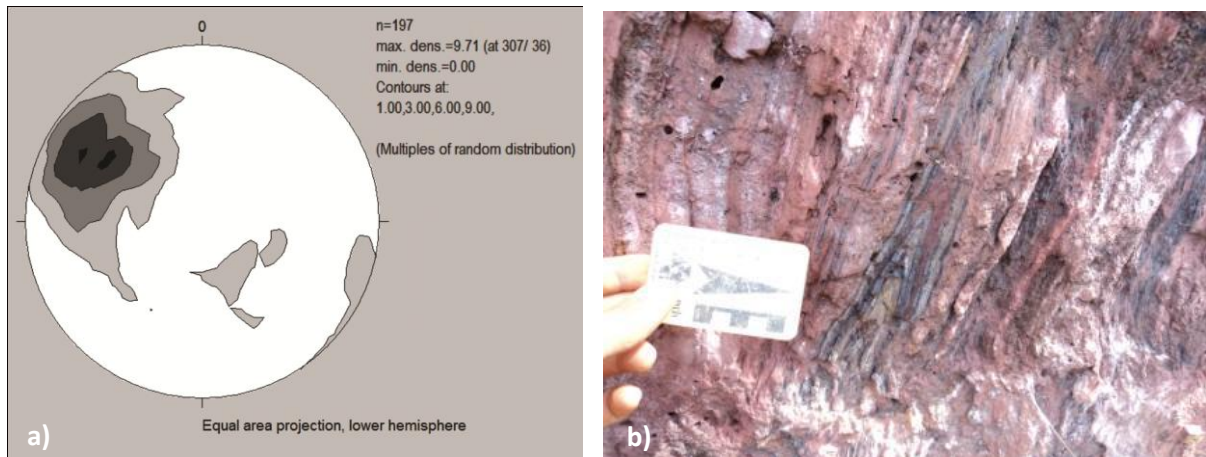 0
n=197
max. dens.=9.71 (at 307/ 36)
min. dens.=0.00
Contours at:
1.00,3.00,6.00,9.00,
(Multiples of random distribution)
Equal area projection, lower hemisphere
a)
b)